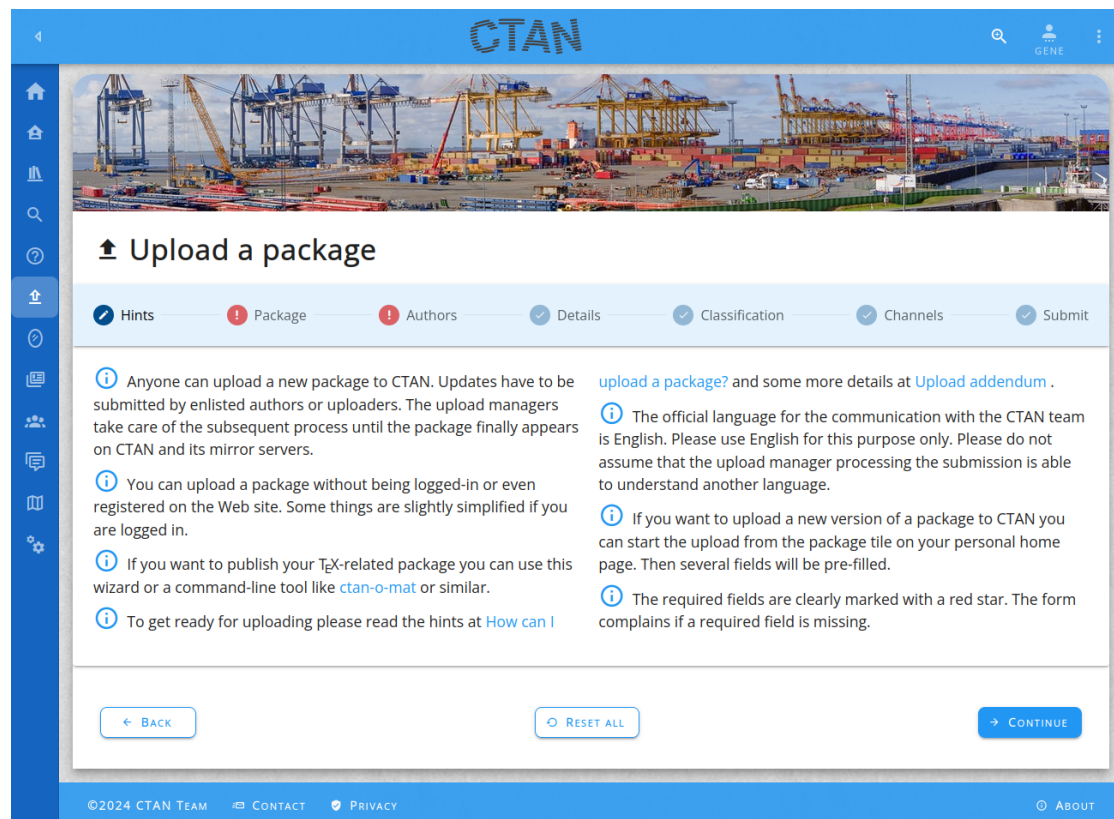 CTAN
GENE
Upload a package
Hints
Package
Authors
Details
Classification
Channels
Submit
Anyone can upload a new package to CTAN. Updates have to be
submitted by enlisted authors or uploaders. The upload managers
take care of the subsequent process until the package finally appears
on CTAN and its mirror servers.
You can upload a package without being logged-in or even
registered on the Web site. Some things are slightly simplified if you
are logged in.
If you want to publish your TEX-related package you can use this
wizard or a command-line tool like ctan-o-mat or similar.
To get ready for uploading please read the hints at How can I
upload a package? and some more details at Upload addendum .
The official language for the communication with the CTAN team
is English. Please use English for this purpose only. Please do not
assume that the upload manager processing the submission is able
to understand another language.
If you want to upload a new version of a package to CTAN you
can start the upload from the package tile on your personal home
page. Then several fields will be pre-filled.
The required fields are clearly marked with a red star. The form
complains if a required field is missing.
BACK
RESET ALL
CONTINUE
©2024 CTAN TEAM
CONTACT
PRIVACY
ABOUT